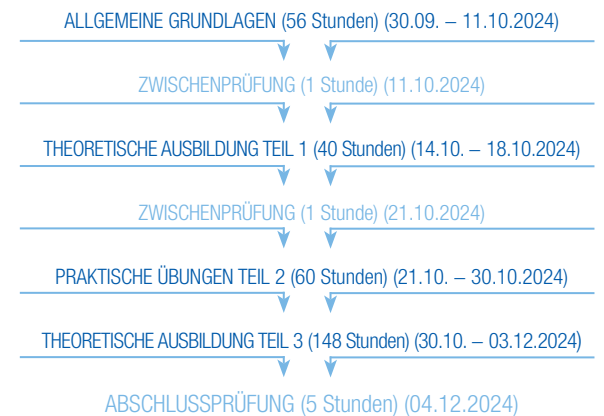 ALLGEMEINE GRUNDLAGEN (56 Stunden) (30.09. – 11.10.2024)
ZWISCHENPRÜFUNG (1 Stunde) (11.10.2024)
THEORETISCHE AUSBILDUNG TEIL 1 (40 Stunden) (14.10. – 18.10.2024)
ZWISCHENPRÜFUNG (1 Stunde) (21.10.2024)
PRAKTISCHE ÜBUNGEN TEIL 2 (60 Stunden) (21.10. – 30.10.2024)
THEORETISCHE AUSBILDUNG TEIL 3 (148 Stunden) (30.10. – 03.12.2024)
ABSCHLUSSPRÜFUNG (5 Stunden) (04.12.2024)